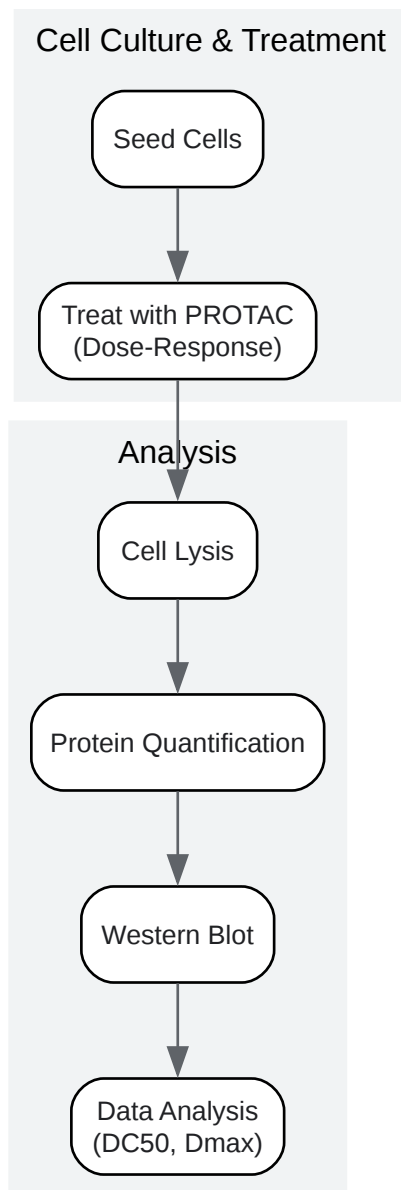 Cell Culture & Treatment
Seed Cells
Treat with PROTAC
(Dose-Response)
Analysis
Cell Lysis
Protein Quantification
Western Blot
Data Analysis
(DC50, Dmax)